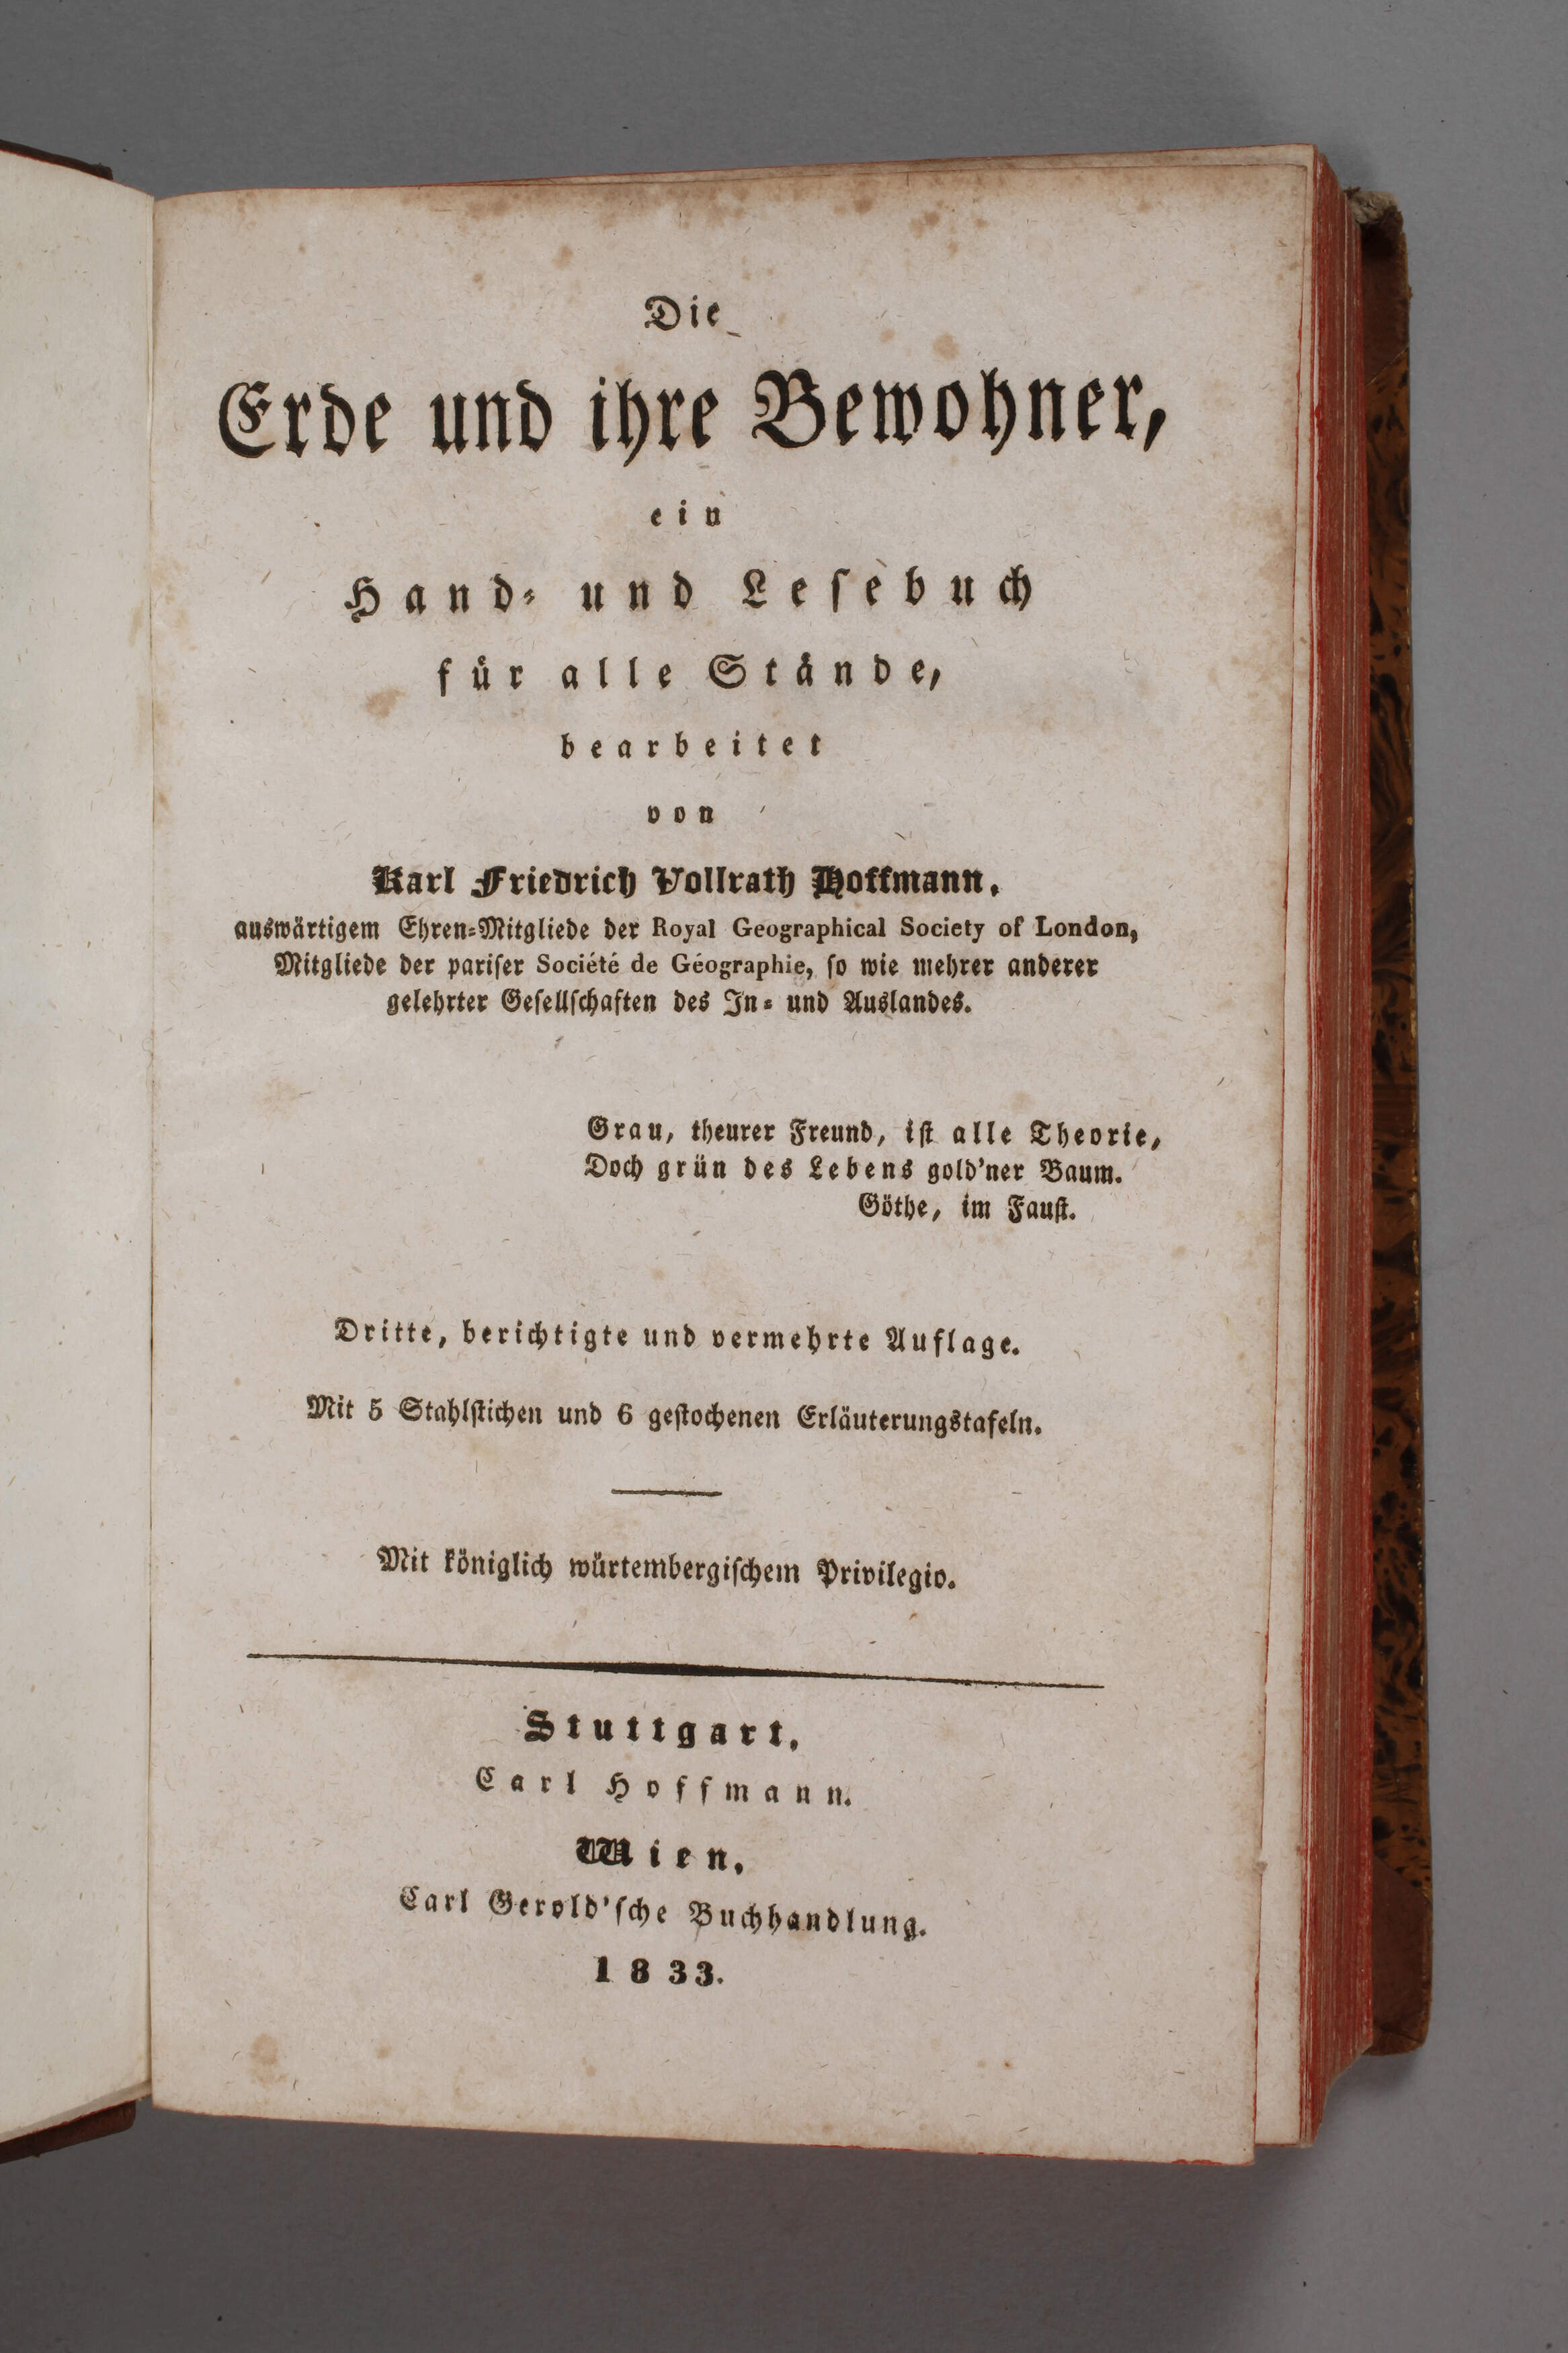 Die
Erde und ihre Bewohner,
ein
Hand- und Leſebuch
für alle Stände,
bearbeitet
von
Karl Friedrich Vollrath Hoffmann,
auswärtigem Ehren-Mitgliede der Royal Geographical Society of London,
Mitgliede der pariſer Société de Géographie, ſo wie mehrer anderer
gelehrter Geſellſchaften des In- und Auslandes.
Grau, theurer Freund, iſt alle Theorie,
Doch grün des Lebens gold'ner Baum.
Göthe, im Fauſt.
Dritte, berichtigte und vermehrte Auflage.
Mit 5 Stahlſtichen und 6 geſtochenen Erläuterungstafeln.
Mit königlich würtembergiſchem Privilegio.
Stuttgart,
Carl Hoffmann.
Wien,
Carl Gerold'ſche Buchhandlung.
1833.